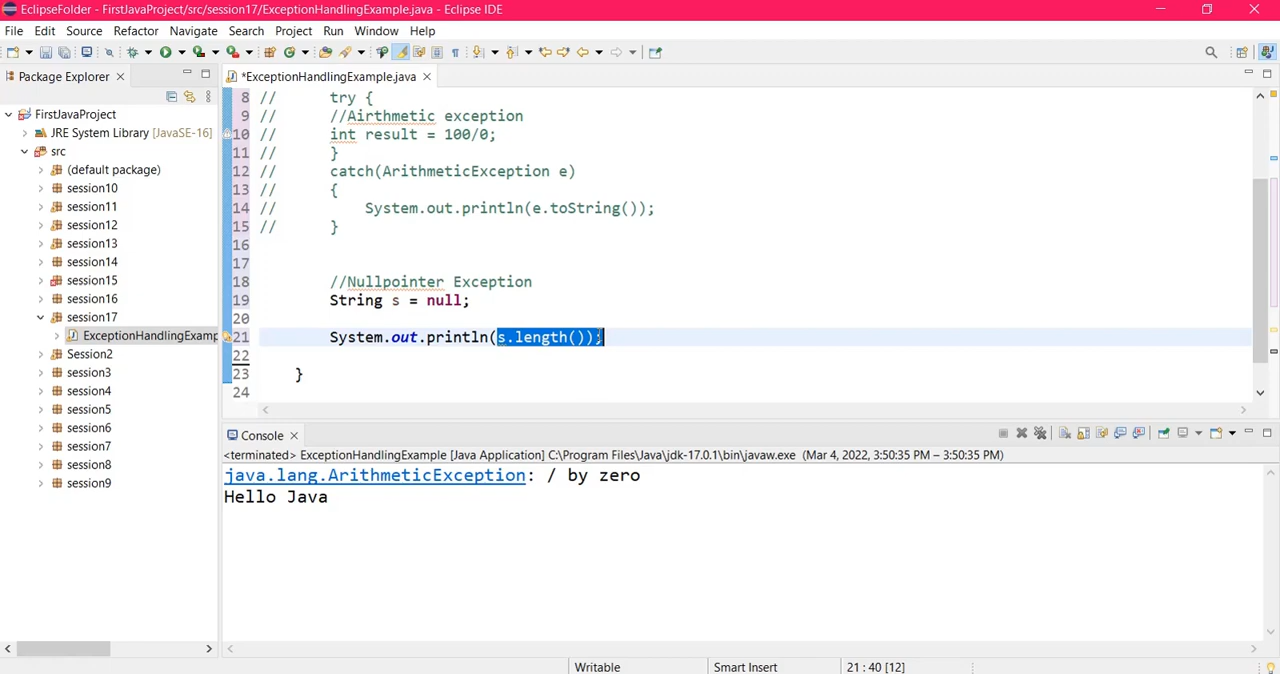 EclipseFolder - FirstJavaProject/src/session17/ExceptionHandlingExample.java - Eclipse IDE
File Edit Source Refactor Navigate Search Project Run Window Help
Package Explorer
FirstJavaProject
JRE System Library [JavaSE-16]
src
(default package)
session10
session11
session12
session13
session14
session15
session16
session17
ExceptionHandlingExamp
Session2
session3
session4
session5
session6
session7
session8
session9
*ExceptionHandlingExample.java
8 // try {
9 // //Airthmetic exception
10 // int result = 100/0;
11 // }
12 // catch(ArithmeticException e)
13 // {
14 // System.out.println(e.toString());
15 // }
16
17
18 //Nullpointer Exception
19 String s = null;
20
21 System.out.println(s.length());
22
23 }
24
Console
<terminated> ExceptionHandlingExample [Java Application] C:\Program Files\Java\jdk-17.0.1\bin\javaw.exe (Mar 4, 2022, 3:50:35 PM – 3:50:35 PM)
java.lang.ArithmeticException: / by zero
Hello Java
Writable Smart Insert 21 : 40 [12]